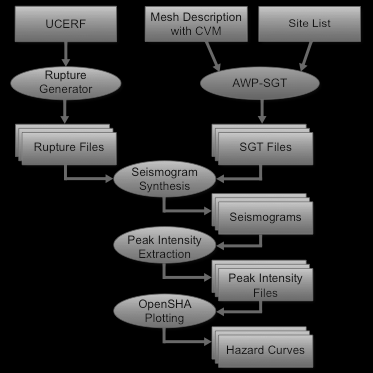 UCERF
Mesh Description
with CVM
Site List
Rupture
Generator
AWP-SGT
Rupture Files
SGT Files
Seismogram
Synthesis
Seismograms
Peak Intensity
Extraction
Peak Intensity
Files
OpenSHA
Plotting
Hazard Curves